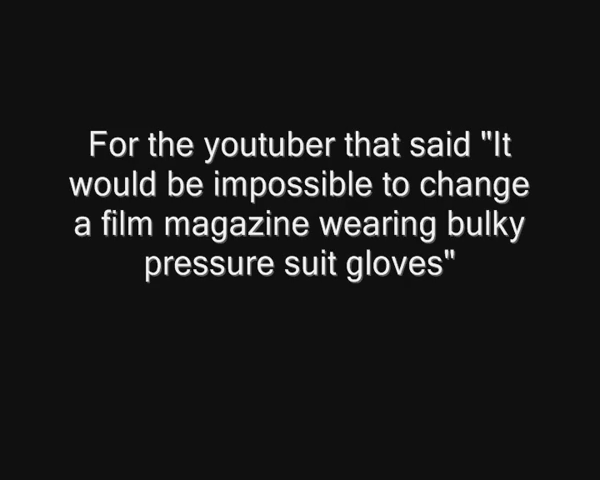 For the youtuber that said "It
would be impossible to change
a film magazine wearing bulky
pressure suit gloves"